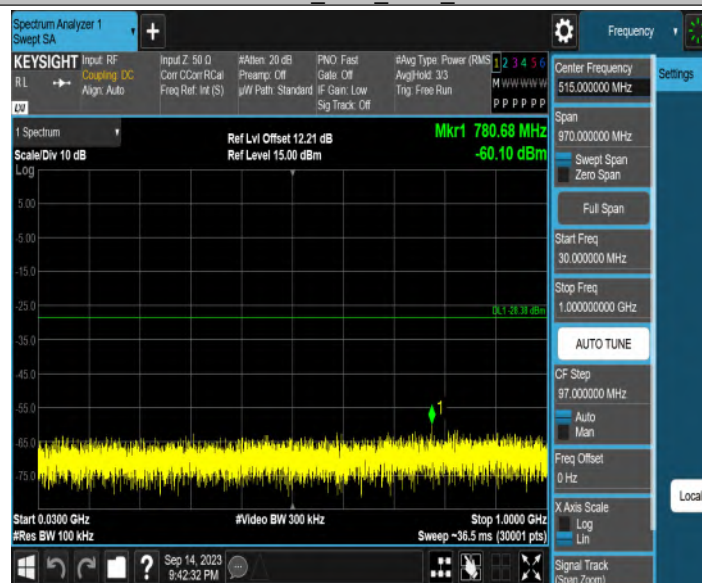 Spectrum Analyzer 1
Swept SA
+
Frequency
KEYSIGHT
RL
LXI
Input: RF
Coupling: DC
Align: Auto
Input Z: 50 Ω
Corr CCorr RCal
Freq Ref: Int (S)
#Atten: 20 dB
Preamp: Off
µW Path: Standard
PNO: Fast
Gate: Off
IF Gain: Low
Sig Track: Off
#Avg Type: Power (RMS
Avg|Hold: 3/3
Trig: Free Run
1 2 3 4 5 6
M W W W W W
P P P P P P
1 Spectrum
Scale/Div 10 dB
Log
Ref Lvl Offset 12.21 dB
Ref Level 15.00 dBm
Mkr1 780.68 MHz
-60.10 dBm
5.00
-5.00
-15.0
-25.0
DL1 -28.38 dBm
-35.0
-45.0
-55.0
1
-65.0
-75.0
Start 0.0300 GHz
#Res BW 100 kHz
#Video BW 300 kHz
Stop 1.0000 GHz
Sweep ~36.5 ms (30001 pts)
?
Sep 14, 2023
9:42:32 PM
Center Frequency
515.000000 MHz
Span
970.000000 MHz
Swept Span
Zero Span
Full Span
Start Freq
30.000000 MHz
Stop Freq
1.000000000 GHz
AUTO TUNE
CF Step
97.000000 MHz
Auto
Man
Freq Offset
0 Hz
X Axis Scale
Log
Lin
Signal Track
(Span Zoom)
Settings
Local